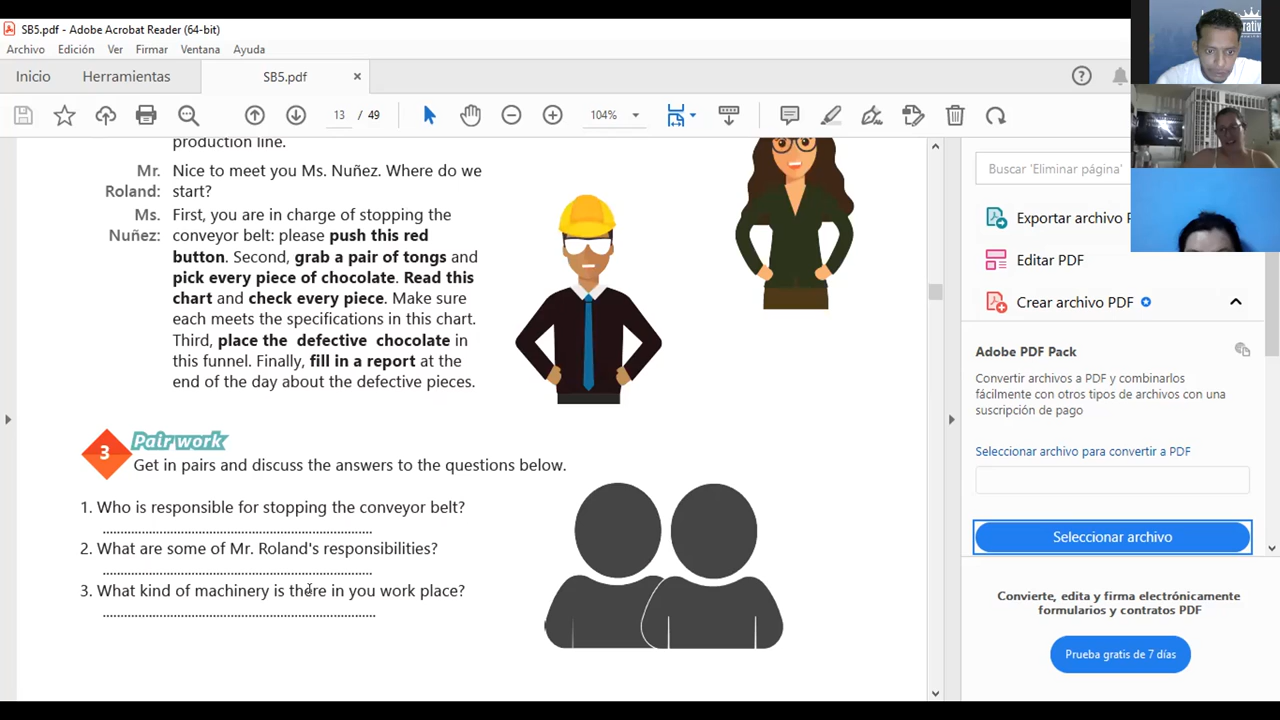 SB5.pdf - Adobe Acrobat Reader (64-bit)
Archivo Edición Ver Firmar Ventana Ayuda
Inicio Herramientas SB5.pdf ×
13 / 49 104%
production line.
Mr. Roland: Nice to meet you Ms. Nuñez. Where do we
start?
Ms. Nuñez: First, you are in charge of stopping the
conveyor belt: please push this red
button. Second, grab a pair of tongs and
pick every piece of chocolate. Read this
chart and check every piece. Make sure
each meets the specifications in this chart.
Third, place the defective chocolate in
this funnel. Finally, fill in a report at the
end of the day about the defective pieces.
3 Pair work
Get in pairs and discuss the answers to the questions below.
1. Who is responsible for stopping the conveyor belt?
2. What are some of Mr. Roland's responsibilities?
3. What kind of machinery is there in you work place?
Buscar 'Eliminar página'
Exportar archivo P
Editar PDF
Crear archivo PDF
Adobe PDF Pack
Convertir archivos a PDF y combinarlos
fácilmente con otros tipos de archivos con una
suscripción de pago
Seleccionar archivo para convertir a PDF
Seleccionar archivo
Convierte, edita y firma electrónicamente
formularios y contratos PDF
Prueba gratis de 7 días